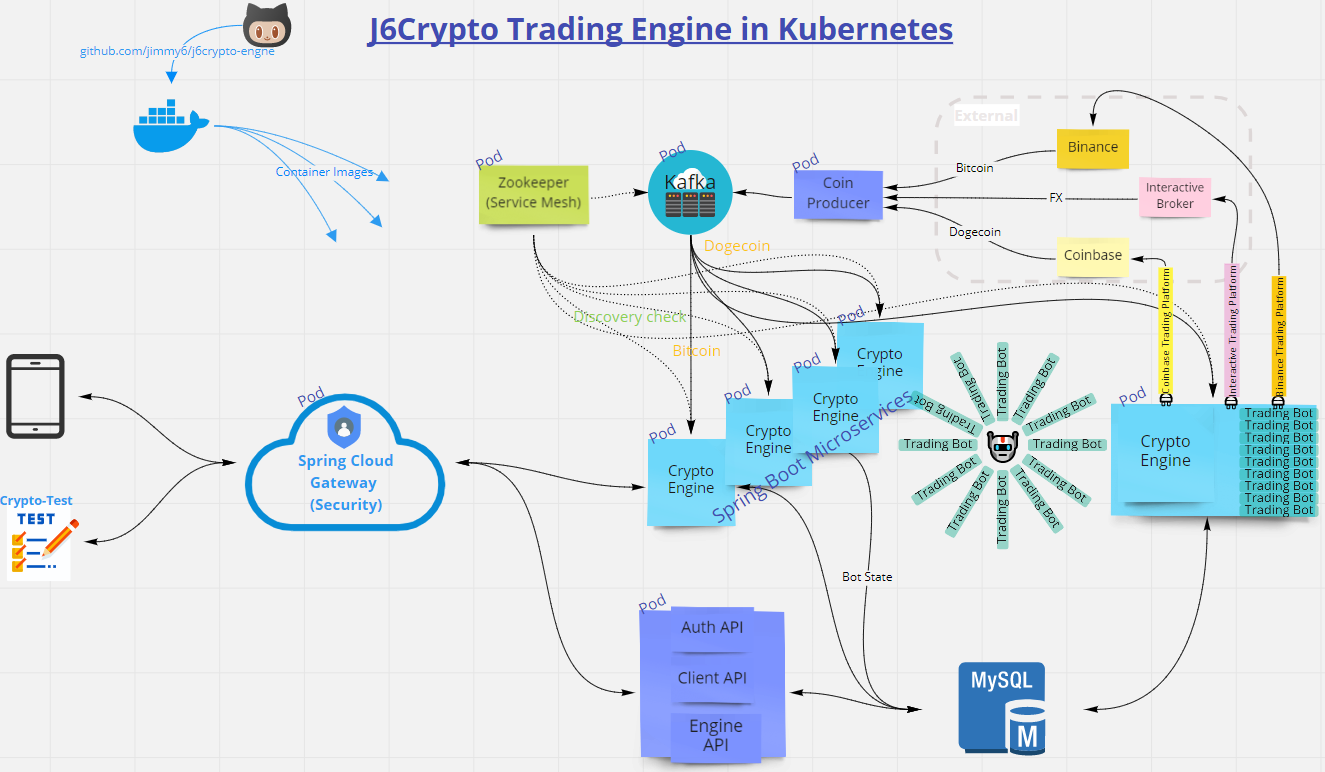 J6Crypto Trading Engine in Kubernetes
github.com/jimmy6/j6crypto-engne
Container Images
External
Pod
Zookeeper
(Service Mesh)
Pod
Kafka
Pod
Coin
Producer
Bitcoin
FX
Dogecoin
Binance
Interactive
Broker
Coinbase
Dogecoin
Discovery check
Bitcoin
Coinbase Trading Platform
Interactive Trading Platform
Binance Trading Platform
Pod
Crypto
Engine
Pod
Crypto
Engine
Pod
Crypto
Engine
Pod
Crypto
Engine
Spring Boot Microservices
Trading Bot
Trading Bot
Trading Bot
Trading Bot
Trading Bot
Trading Bot
Trading Bot
Trading Bot
Trading Bot
Trading Bot
Trading Bot
Trading Bot
Pod
Crypto
Engine
Trading Bot
Trading Bot
Trading Bot
Trading Bot
Trading Bot
Trading Bot
Trading Bot
Trading Bot
Trading Bot
Pod
Spring Cloud
Gateway
(Security)
Crypto-Test
TEST
Bot State
Pod
Auth API
Client API
Engine
API
MySQL
M